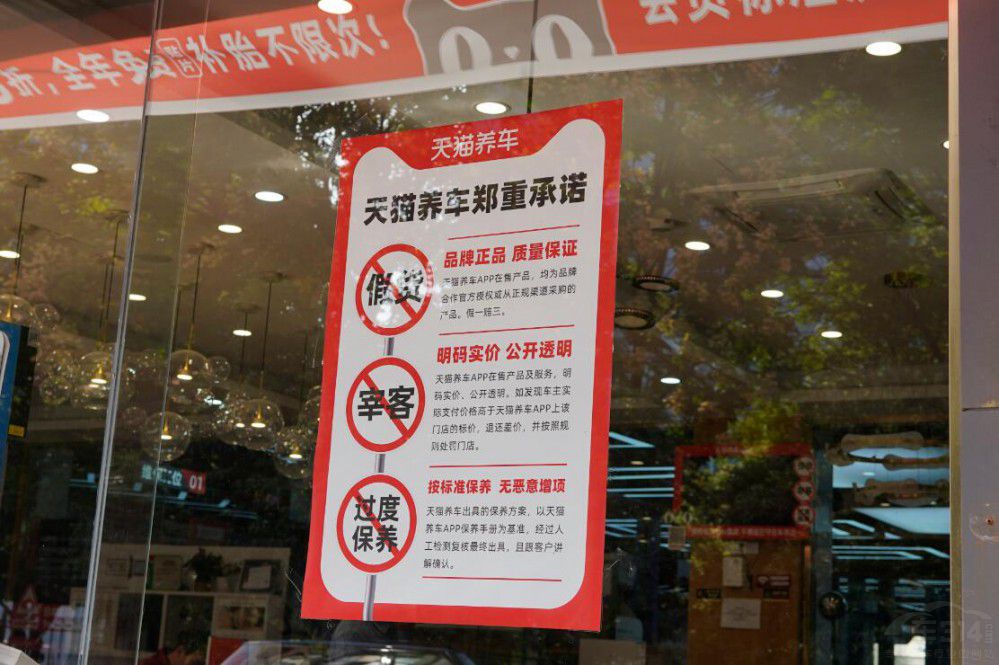 折,全年免费补胎不限次!
天猫养车
天猫养车郑重承诺
假货
品牌正品 质量保证
天猫养车APP在售产品,均为品牌
合作官方授权或从正规渠道采购的
产品。假一赔三。
宰客
明码实价 公开透明
天猫养车APP在售产品及服务,明
码实价、公开透明。如发现车主实
际支付价格高于天猫养车APP上该
门店的标价,退还差价,并按照规
则处罚门店。
过度
保养
按标准保养 无恶意增项
天猫养车出具的保养方案,以天猫
养车APP保养手册为基准,经过人
工检测复核最终出具,且跟客户讲
解确认。
01